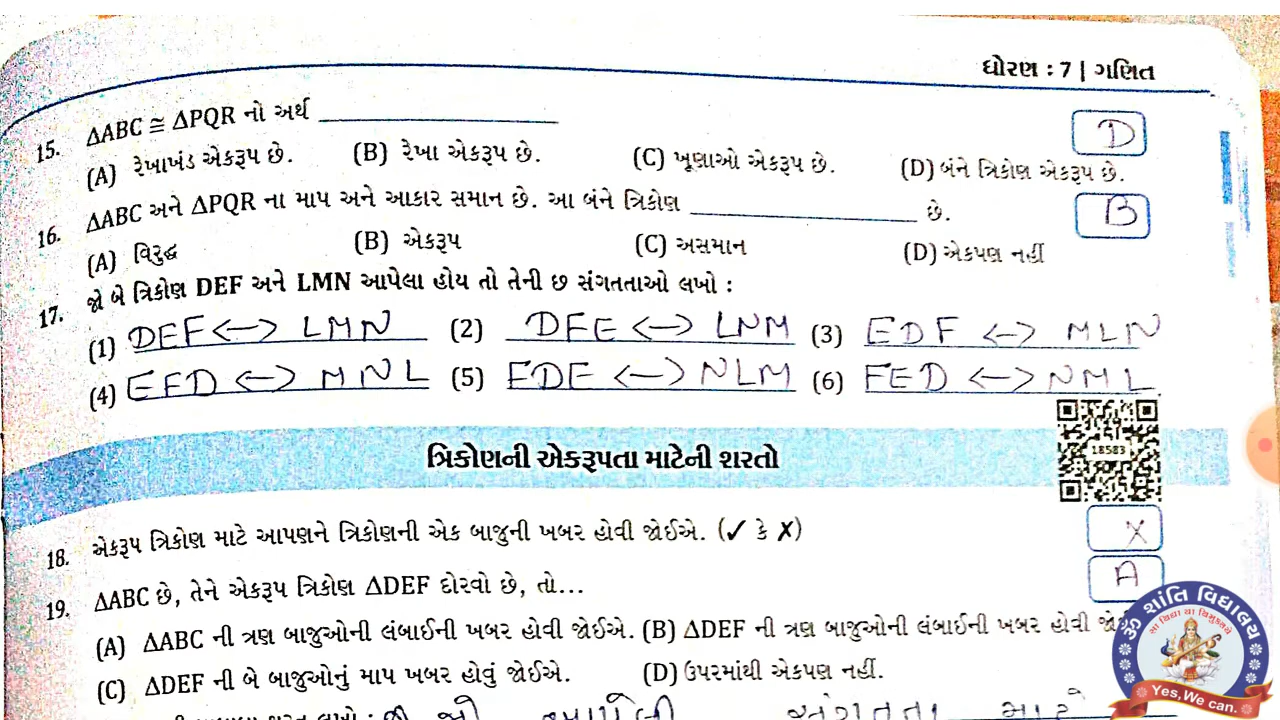 ધોરણ : 7 | ગણિત
15. ΔABC ≅ ΔPQR નો અર્થ ____________ D
(A) રેખાખંડ એકરૂપ છે. (B) રેખા એકરૂપ છે. (C) ખૂણાઓ એકરૂપ છે. (D) બંને ત્રિકોણ એકરૂપ છે.
16. ΔABC અને ΔPQR ના માપ અને આકાર સમાન છે. આ બંને ત્રિકોણ ____________ છે. B
(A) વિરુદ્ધ (B) એકરૂપ (C) અસમાન (D) એકપણ નહીં
17. જો બે ત્રિકોણ DEF અને LMN આપેલા હોય તો તેની છ સંગતતાઓ લખો :
(1) DEF <-> LMN (2) DFE <-> LNM (3) EDF <-> MLN
(4) EFD <-> MNL (5) FDE <-> NLM (6) FED <-> NML
18583
ત્રિકોણની એકરૂપતા માટેની શરતો
18. એકરૂપ ત્રિકોણ માટે આપણને ત્રિકોણની એક બાજુની ખબર હોવી જોઈએ. (✓ કે ✗) X
19. ΔABC છે, તેને એકરૂપ ત્રિકોણ ΔDEF દોરવો છે, તો... A
(A) ΔABC ની ત્રણ બાજુઓની લંબાઈની ખબર હોવી જોઈએ. (B) ΔDEF ની ત્રણ બાજુઓની લંબાઈની ખબર હોવી
(C) ΔDEF ની બે બાજુઓનું માપ ખબર હોવું જોઈએ. (D) ઉપરમાંથી એકપણ નહીં.
ૐ શાંતિ વિદ્યાલય
सा विद्या या विमुक्तये
Yes, We can.